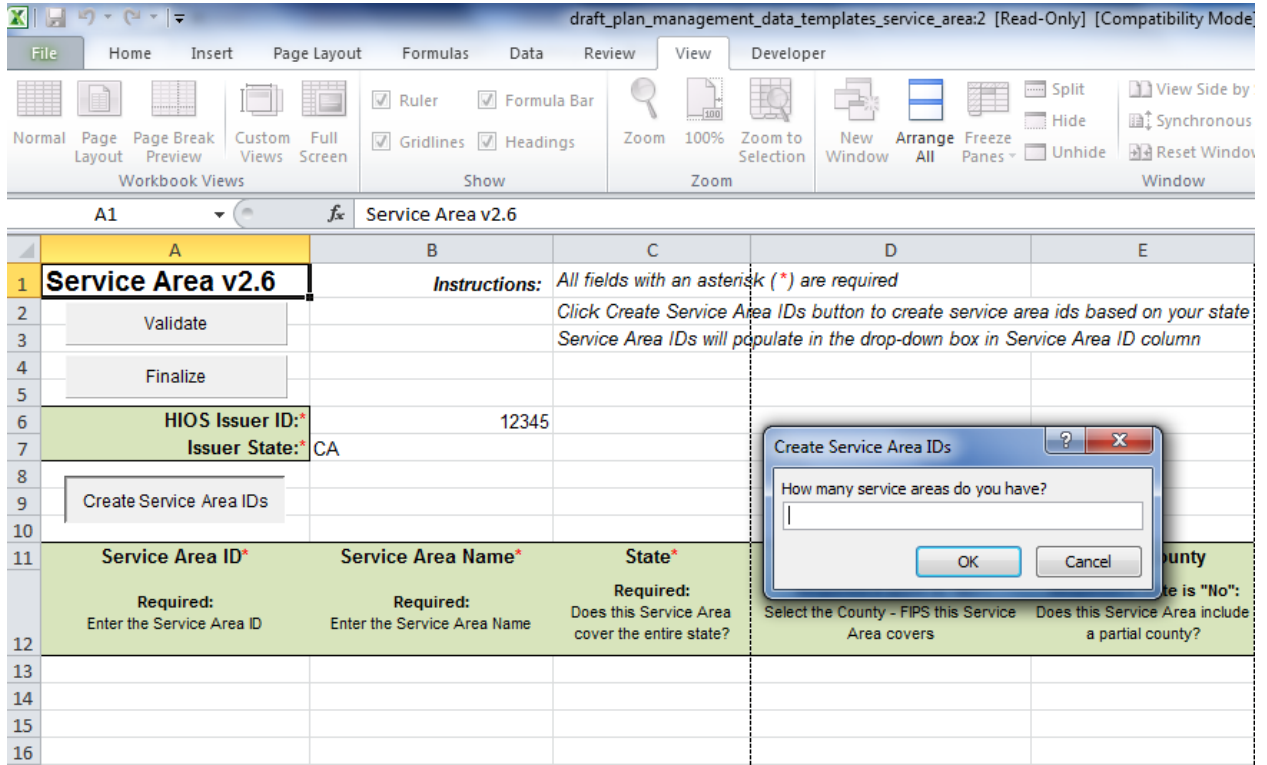 draft_plan_management_data_templates_service_area:2 [Read-Only] [Compatibility Mode]
File Home Insert Page Layout Formulas Data Review View Developer
Normal Page Layout Page Break Preview Custom Views Full Screen
Workbook Views
Ruler Formula Bar
Gridlines Headings
Show
Zoom 100% Zoom to Selection
Zoom
New Window Arrange All Freeze Panes
Split
Hide
Unhide
View Side by
Synchronous
Reset Window
Window
A1 fx Service Area v2.6
A B C D E
1 Service Area v2.6 Instructions: All fields with an asterisk (*) are required
2 Click Create Service Area IDs button to create service area ids based on your state
Validate
3 Service Area IDs will populate in the drop-down box in Service Area ID column
4
Finalize
5
6 HIOS Issuer ID:* 12345
7 Issuer State:* CA
8
9 Create Service Area IDs
10
Create Service Area IDs
How many service areas do you have?
OK Cancel
11 Service Area ID* Service Area Name* State* unty
Required: Required: Required: te is "No":
Enter the Service Area ID Enter the Service Area Name Does this Service Area cover the entire state? Select the County - FIPS this Service Area covers Does this Service Area include a partial county?
12
13
14
15
16